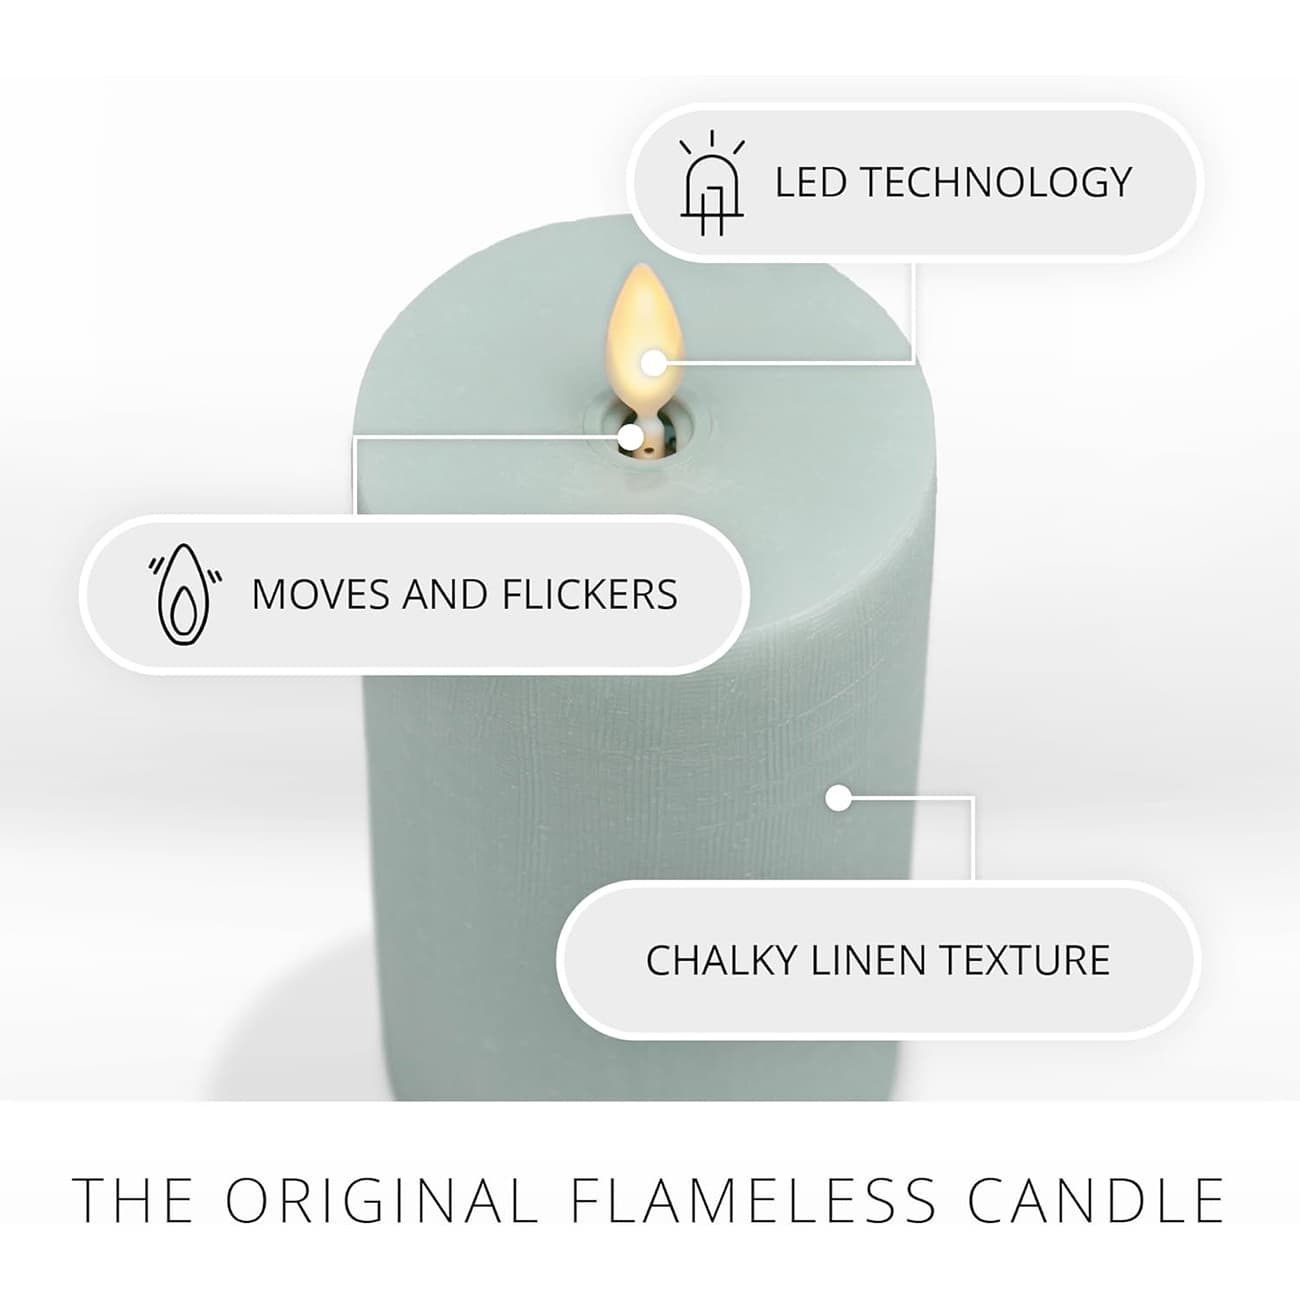 LED TECHNOLOGY
MOVES AND FLICKERS
CHALKY LINEN TEXTURE
THE ORIGINAL FLAMELESS CANDLE